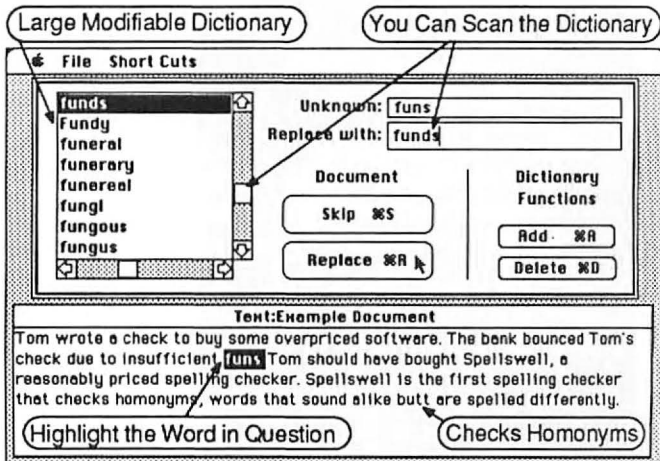 Large Modifiable Dictionary
You Can Scan the Dictionary
File Short Cuts
funds
Fundy
funeral
funerary
funereal
fungi
fungous
fungus
Unknown: funs
Replace with: funds
Document
Skip ⌘S
Replace ⌘R
Dictionary
Functions
Add ⌘A
Delete ⌘D
Text:Example Document
Tom wrote a check to buy some overpriced software. The bank bounced Tom's
check due to insufficient funs Tom should have bought Spellswell, a
reasonably priced spelling checker. Spellswell is the first spelling checker
that checks homonyms, words that sound alike butt are spelled differently.
Highlight the Word in Question
Checks Homonyms